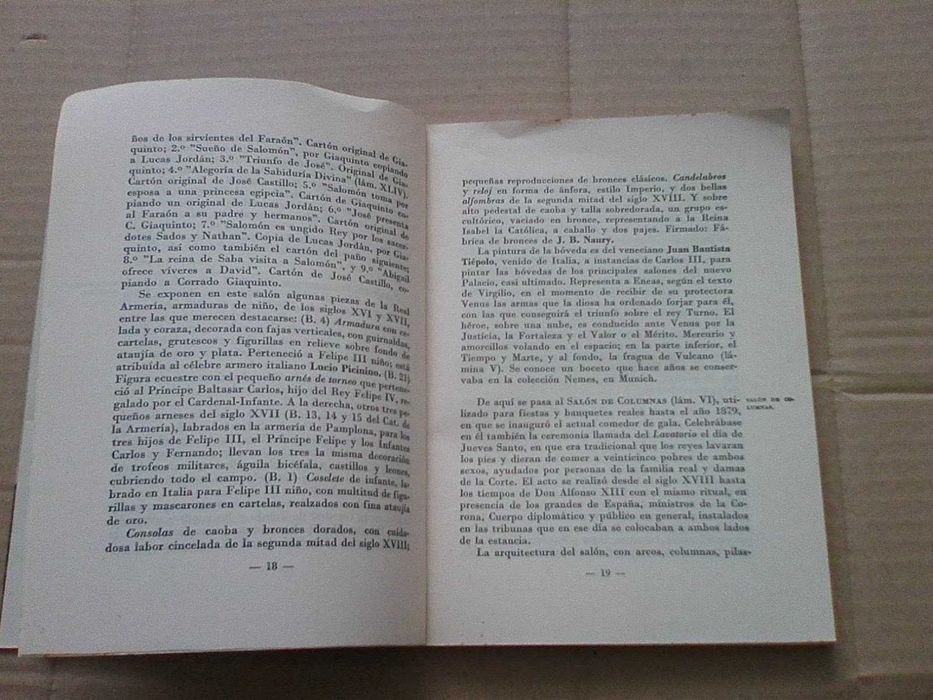 ños de los sirvientes del Faraón". Cartón original de Gia-
quinto; 2.º "Sueño de Salomón", por Giaquinto copiando
a Lucas Jordán; 3.º "Triunfo de José". Original de Gia-
quinto; 4.º "Alegoría de la Sabiduría Divina" (lám. XLIV).
Cartón original de José Castillo; 5.º "Salomón toma por
esposa a una princesa egipcia". Cartón de Giaquinto co-
piando un original de Lucas Jordán; 6.º "José presenta
al Faraón a su padre y hermanos". Cartón original de
C. Giaquinto; 7.º "Salomón es ungido Rey por los sacer-
dotes Sados y Nathan". Copia de Lucas Jordán, por Gia-
quinto, así como también el cartón del paño siguiente;
8.º "La reina de Saba visita a Salomón", y 9.º "Abigail
ofrece víveres a David". Cartón de José Castillo, co-
piando a Corrado Giaquinto.
Se exponen en este salón algunas piezas de la Real
Armería, armaduras de niño, de los siglos XVI y XVII,
entre las que merecen destacarse: (B. 4) Armadura con ce-
lada y coraza, decorada con fajas verticales, con guirnaldas,
cartelas, grutescos y figurillas en relieve sobre fondo de
ataujía de oro y plata. Perteneció a Felipe III niño; está
atribuída al célebre armero italiano Lucio Picinino. (B. 21)
Figura ecuestre con el pequeño arnés de torneo que pertene-
ció al Príncipe Baltasar Carlos, hijo del Rey Felipe IV, re-
galado por el Cardenal-Infante. A la derecha, otros tres pe-
queños arneses del siglo XVII (B. 13, 14 y 15 del Cat. de
la Armería), labrados en la armería de Pamplona, para los
tres hijos de Felipe III, el Príncipe Felipe y los Infantes
Carlos y Fernando; llevan los tres la misma decoración
de trofeos militares, águila bicéfala, castillos y leones,
cubriendo todo el campo. (B. 1) Coselete de infante, la-
brado en Italia para Felipe III niño, con multitud de figu-
rillas y mascarones en cartelas, realzados con fina ataujía
de oro.
Consolas de caoba y bronces dorados, con cuida-
dosa labor cincelada de la segunda mitad del siglo XVIII;
— 18 —
pequeñas reproducciones de bronces clásicos. Candelabros
y reloj en forma de ánfora, estilo Imperio, y dos bellas
alfombras de la segunda mitad del siglo XVIII. Y sobre
alto pedestal de caoba y talla sobredorada, un grupo es-
cultórico, vaciado en bronce, representando a la Reina
Isabel la Católica, a caballo y dos pajes. Firmado: Fá-
brica de bronces de J. B. Naury.
La pintura de la bóveda es del veneciano Juan Bautista
Tiépolo, venido de Italia, a instancias de Carlos III, para
pintar las bóvedas de los principales salones del nuevo
Palacio, casi ultimado. Representa a Eneas, según el texto
de Virgilio, en el momento de recibir de su protectora
Venus las armas que la diosa ha ordenado forjar para él,
con las que conseguirá el triunfo sobre el rey Turno. El
héroe, sobre una nube, es conducido ante Venus por la
Justicia, la Fortaleza y el Valor o el Mérito. Mercurio y
amorcillos volando en el espacio; en la parte inferior, el
Tiempo y Marte, y al fondo, la fragua de Vulcano (lá-
mina V). Se conoce un boceto que hace años se conser-
vaba en la colección Nemes, en Munich.
De aquí se pasa al SALÓN DE COLUMNAS (lám. VI), uti-
lizado para fiestas y banquetes reales hasta el año 1879,
en que se inauguró el actual comedor de gala. Celebrábase
en él también la ceremonia llamada del Lavatorio el día de
Jueves Santo, en que era tradicional que los reyes lavaran
los pies y dieran de comer a veinticinco pobres de ambos
sexos, ayudados por personas de la familia real y damas
de la Corte. El acto se realizó desde el siglo XVIII hasta
los tiempos de Don Alfonso XIII con el mismo ritual, en
presencia de los grandes de España, ministros de la Co-
rona, Cuerpo diplomático y público en general, instalados
en las tribunas que en ese día se colocaban a ambos lados
de la estancia.
La arquitectura del salón, con arcos, columnas, pilas-
SALÓN DE CO-
LUMNAS.
— 19 —